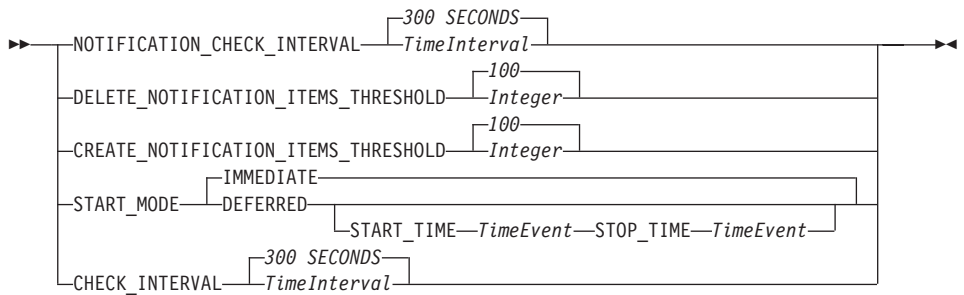 300 SECONDS
NOTIFICATION_CHECK_INTERVAL TimeInterval
100
DELETE_NOTIFICATION_ITEMS_THRESHOLD Integer
100
CREATE_NOTIFICATION_ITEMS_THRESHOLD Integer
IMMEDIATE
START_MODE DEFERRED
START_TIME TimeEvent STOP_TIME TimeEvent
300 SECONDS
CHECK_INTERVAL TimeInterval